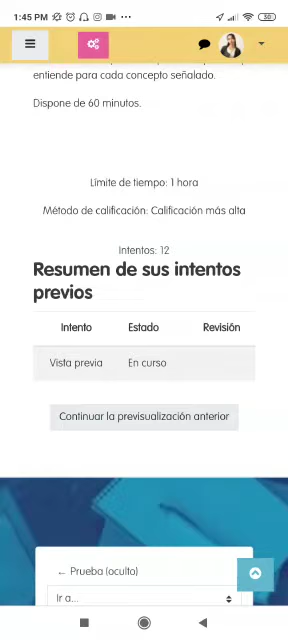 1:45 PM
50
entiende para cada concepto señalado.
Dispone de 60 minutos.
Límite de tiempo: 1 hora
Método de calificación: Calificación más alta
Intentos: 12
Resumen de sus intentos
previos
Intento Estado Revisión
Vista previa En curso
Continuar la previsualización anterior
← Prueba (oculto)
Ir a...